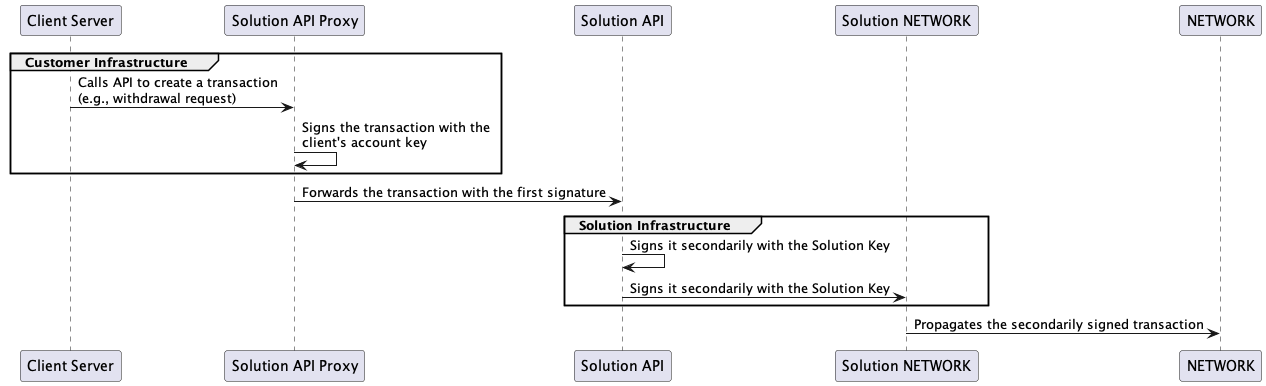 Client Server
Solution API Proxy
Solution API
Solution NETWORK
NETWORK
Customer Infrastructure
Calls API to create a transaction
(e.g., withdrawal request)
Signs the transaction with the
client's account key
Forwards the transaction with the first signature
Solution Infrastructure
Signs it secondarily with the Solution Key
Signs it secondarily with the Solution Key
Propagates the secondarily signed transaction
Client Server
Solution API Proxy
Solution API
Solution NETWORK
NETWORK